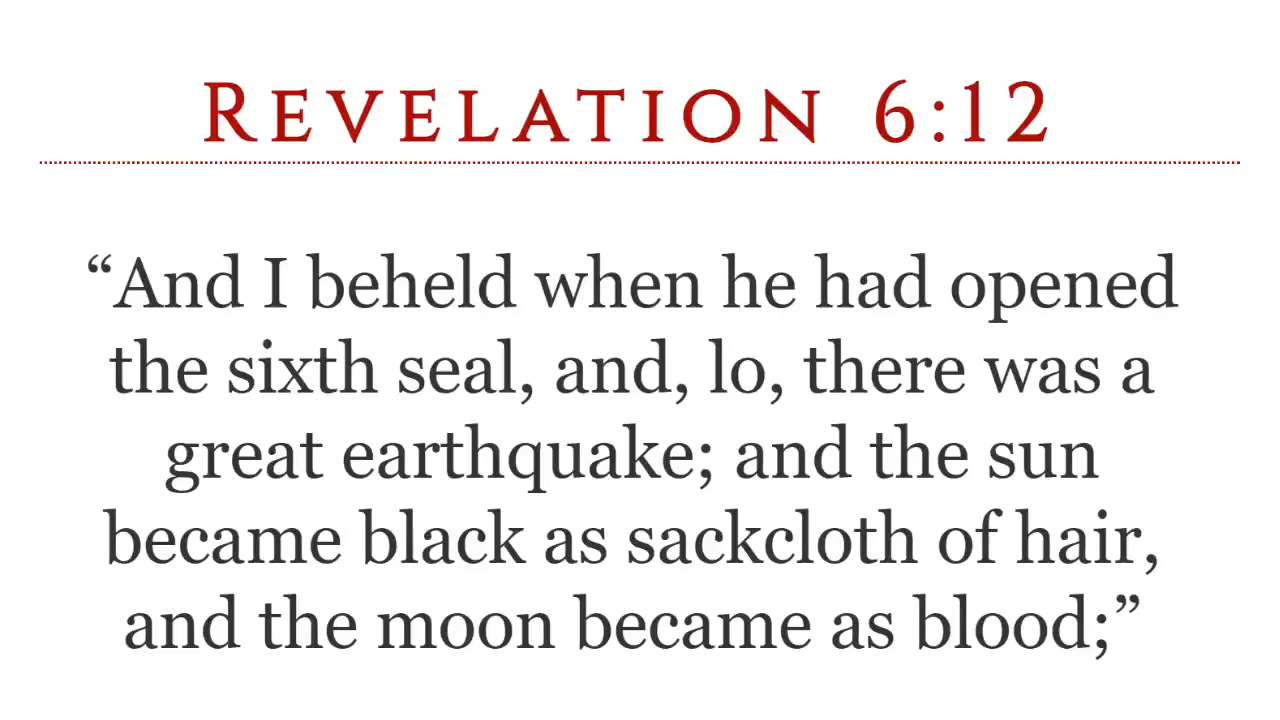 Revelation 6:12
“And I beheld when he had opened
the sixth seal, and, lo, there was a
great earthquake; and the sun
became black as sackcloth of hair,
and the moon became as blood;”